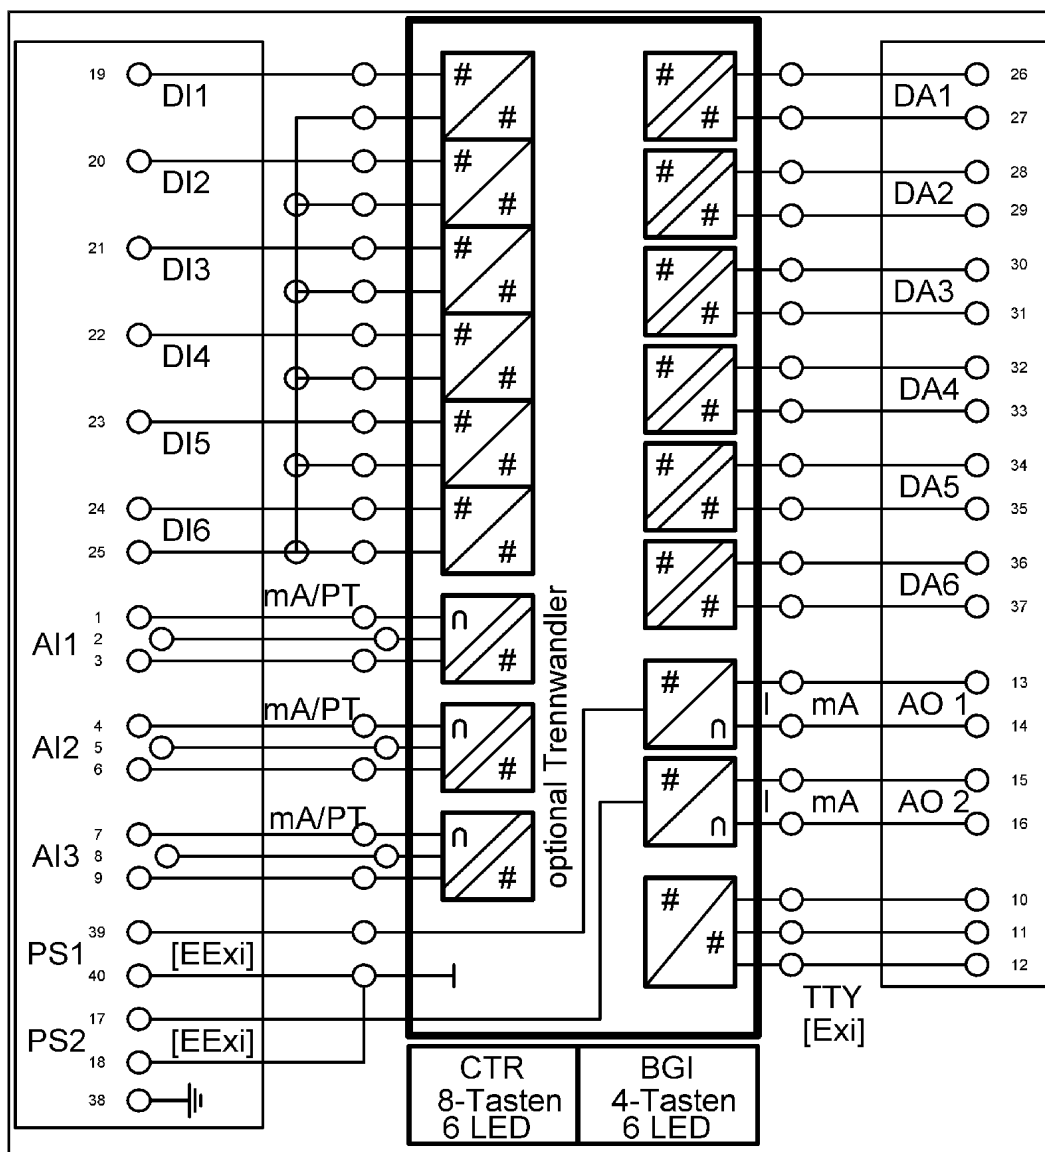 19
DI1
20
DI2
21
DI3
22
DI4
23
DI5
24
DI6
25
mA/PT
1
AI1 2
3
mA/PT
4
AI2 5
6
mA/PT
7
AI3 8
9
39
PS1 [EExi]
40
17
PS2 [EExi]
18
38
# #
# #
# #
# #
# #
# #
∩ #
∩ #
∩ #
optional Trennwandler
# #
# #
# #
# #
# #
# #
# ∩
# ∩
# #
26
DA1
27
28
DA2
29
30
DA3
31
32
DA4
33
34
DA5
35
36
DA6
37
13
I mA AO 1
14
15
I mA AO 2
16
10
11
12
TTY
[Exi]
CTR
8-Tasten
6 LED
BGI
4-Tasten
6 LED